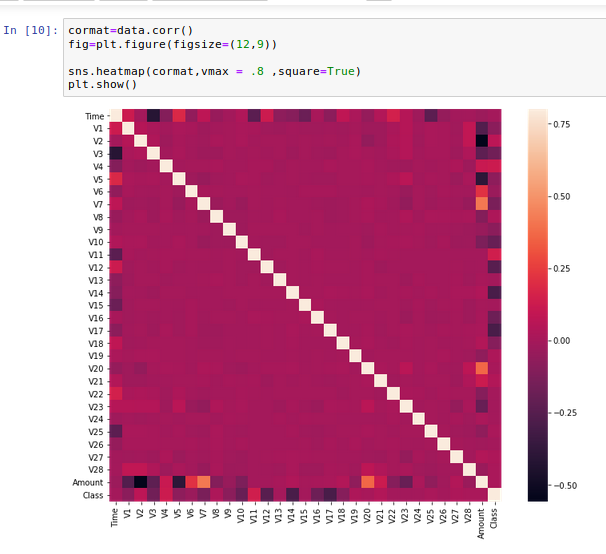 In [10]:
cormat=data.corr()
fig=plt.figure(figsize=(12,9))
sns.heatmap(cormat,vmax = .8 ,square=True)
plt.show()
Time
V1
V2
V3
V4
V5
V6
V7
V8
V9
V10
V11
V12
V13
V14
V15
V16
V17
V18
V19
V20
V21
V22
V23
V24
V25
V26
V27
V28
Amount
Class
Time V1 V2 V3 V4 V5 V6 V7 V8 V9 V10 V11 V12 V13 V14 V15 V16 V17 V18 V19 V20 V21 V22 V23 V24 V25 V26 V27 V28 Amount Class
0.75
0.50
0.25
0.00
−0.25
−0.50